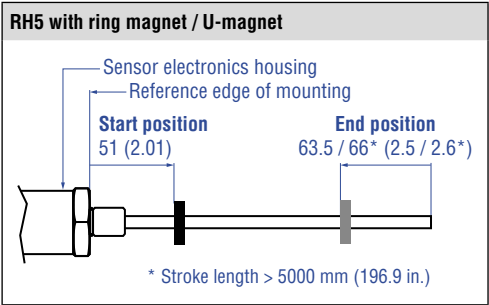 RH5 with ring magnet / U-magnet
Sensor electronics housing
Reference edge of mounting
Start position
51 (2.01)
End position
63.5 / 66* (2.5 / 2.6*)
* Stroke length > 5000 mm (196.9 in.)